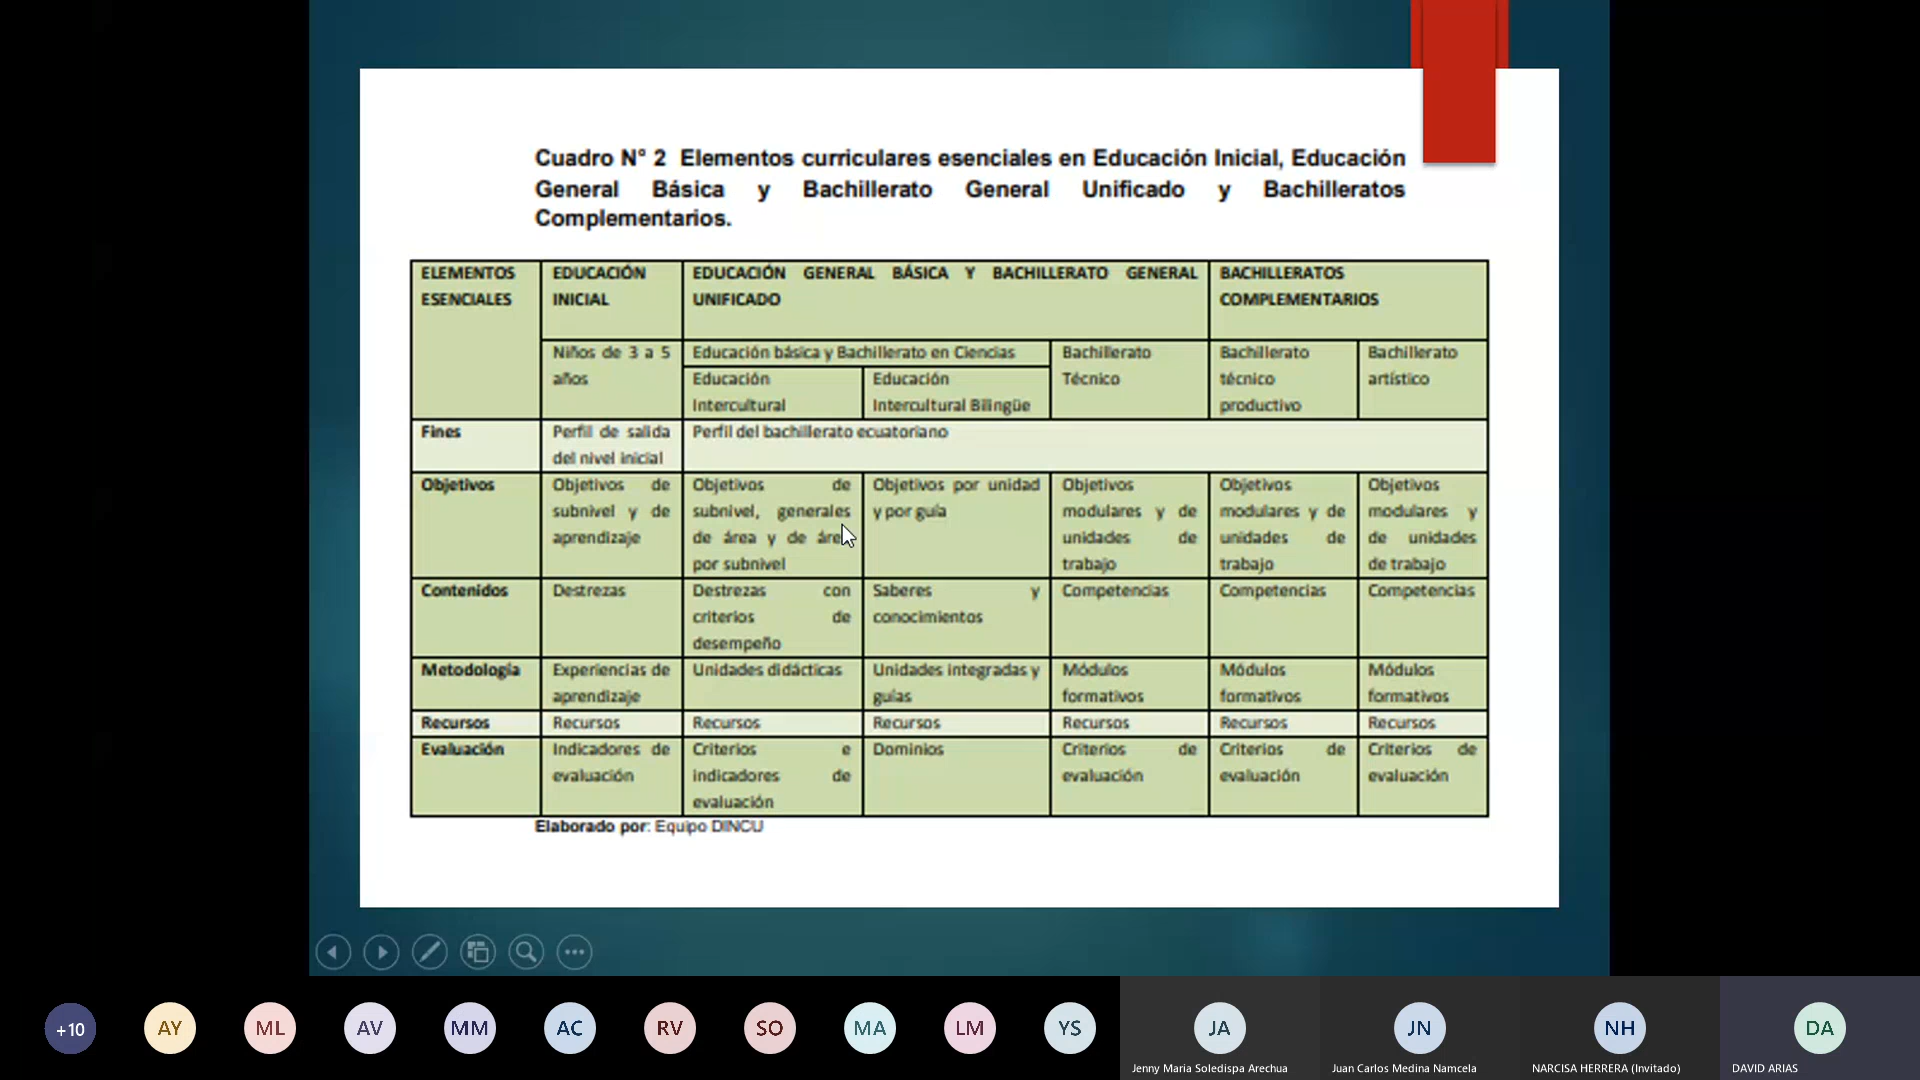 Cuadro N° 2 Elementos curriculares esenciales en Educación Inicial, Educación
General Básica y Bachillerato General Unificado y Bachilleratos
Complementarios.
ELEMENTOS ESENCIALES
EDUCACIÓN INICIAL
EDUCACIÓN GENERAL BÁSICA Y BACHILLERATO GENERAL
UNIFICADO
BACHILLERATOS
COMPLEMENTARIOS
Niños de 3 a 5
años
Educación básica y Bachillerato en Ciencias
Educación
Intercultural
Educación
Intercultural Bilingüe
Bachillerato
Técnico
Bachillerato
técnico
productivo
Bachillerato
artístico
Fines
Perfil de salida
del nivel inicial
Perfil del bachillerato ecuatoriano
Objetivos
Objetivos de
subnivel y de
aprendizaje
Objetivos de
subnivel, generales
de área y de áre
por subnivel
Objetivos por unidad
y por guía
Objetivos
modulares y de
unidades de
trabajo
Objetivos
modulares y de
unidades de
trabajo
Objetivos
modulares y
de unidades
de trabajo
Contenidos
Destrezas
Destrezas con
criterios de
desempeño
Saberes y
conocimientos
Competencias
Competencias
Competencias
Metodología
Experiencias de
aprendizaje
Unidades didácticas
Unidades integradas y
guías
Módulos
formativos
Módulos
formativos
Módulos
formativos
Recursos
Recursos
Recursos
Recursos
Recursos
Recursos
Recursos
Evaluación
Indicadores de
evaluación
Criterios e
indicadores de
evaluación
Dominios
Criterios de
evaluación
Criterios de
evaluación
Criterios de
evaluación
Elaborado por: Equipo DINCU
+10
AY
ML
AV
MM
AC
RV
SO
MA
LM
YS
JA
JN
NH
DA
Jenny Maria Soledispa Arechua
Juan Carlos Medina Namcela
NARCISA HERRERA (Invitado)
DAVID ARIAS